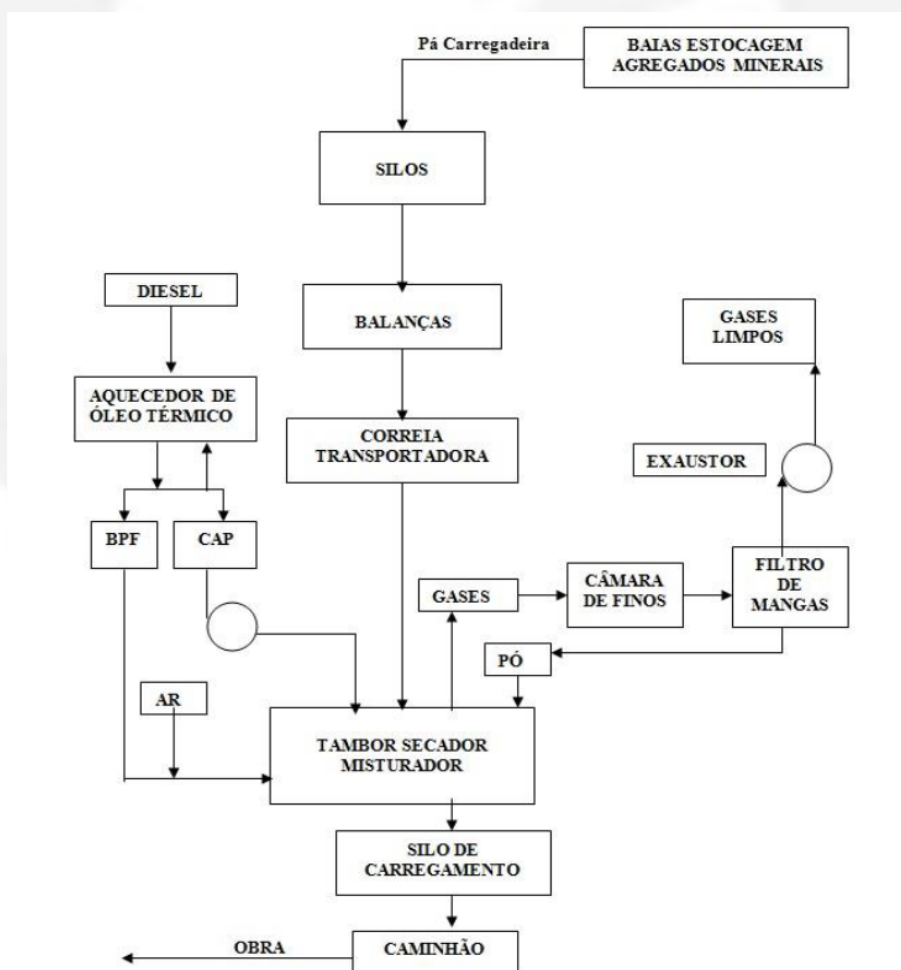 Pá Carregadeira
BAIAS ESTOCAGEM
AGREGADOS MINERAIS
SILOS
DIESEL
BALANÇAS
GASES
LIMPOS
AQUECEDOR DE
ÓLEO TÉRMICO
CORREIA
TRANSPORTADORA
EXAUSTOR
BPF
CAP
GASES
CÂMARA
DE FINOS
FILTRO
DE
MANGAS
PÓ
AR
TAMBOR SECADOR
MISTURADOR
SILO DE
CARREGAMENTO
OBRA
CAMINHÃO